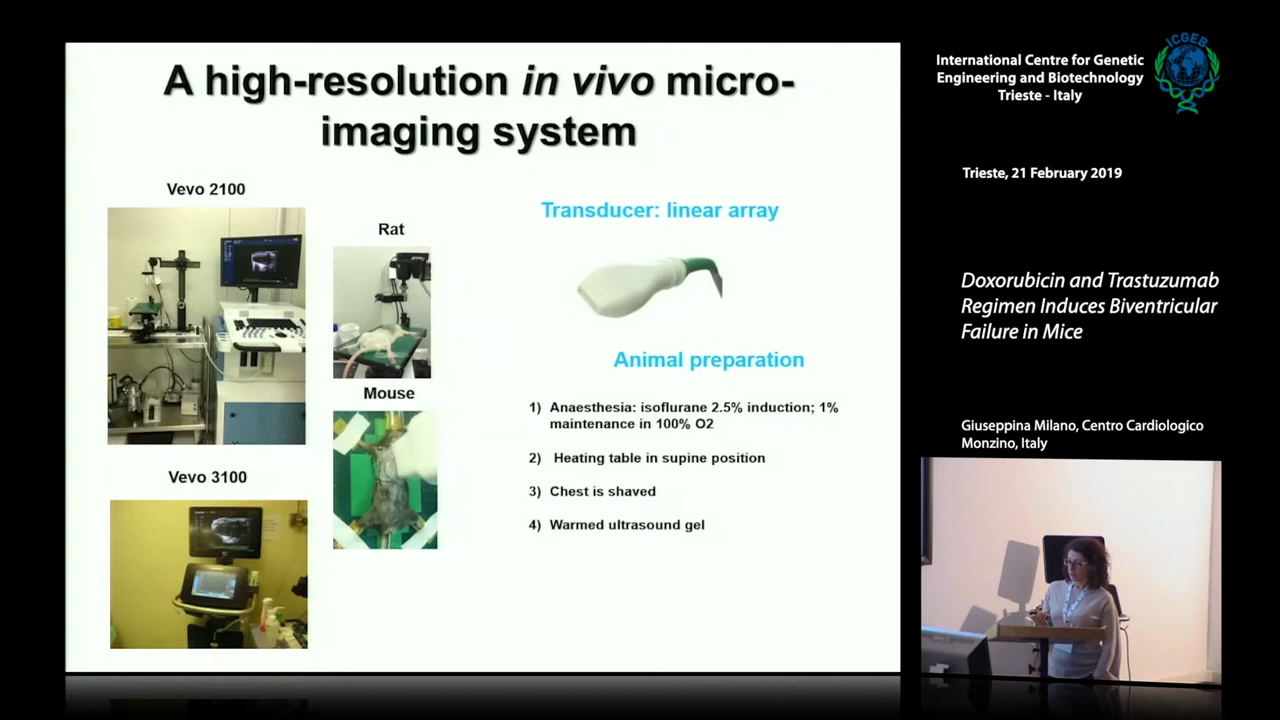 A high-resolution in vivo micro-
imaging system
Vevo 2100
Rat
Mouse
Vevo 3100
Transducer: linear array
Animal preparation
1) Anaesthesia: isoflurane 2.5% induction; 1%
maintenance in 100% O2
2) Heating table in supine position
3) Chest is shaved
4) Warmed ultrasound gel
International Centre for Genetic
Engineering and Biotechnology
Trieste - Italy
ICGEB
Trieste, 21 February 2019
Doxorubicin and Trastuzumab
Regimen Induces Biventricular
Failure in Mice
Giuseppina Milano, Centro Cardiologico
Monzino, Italy